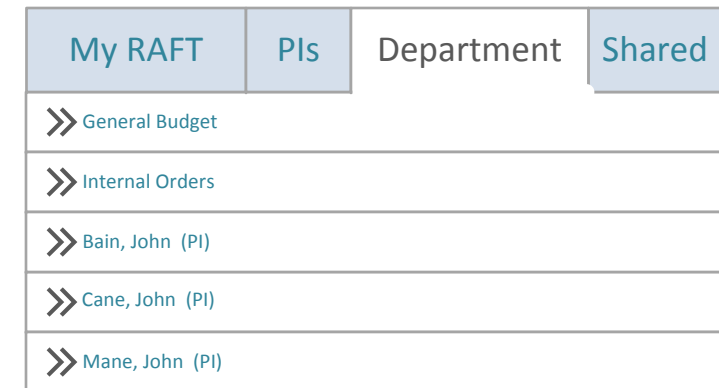 My RAFT PIs Department Shared
General Budget
Internal Orders
Bain, John (PI)
Cane, John (PI)
Mane, John (PI)